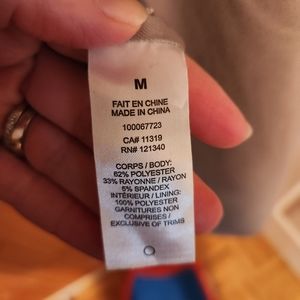 M
FAIT EN CHINE
MADE IN CHINA
100067723
CA# 11319
RN# 121340
CORPS / BODY:
62% POLYESTER
33% RAYONNE / RAYON
5% SPANDEX
INTÉRIEUR / LINING:
100% POLYESTER
GARNITURES NON
COMPRISES /
EXCLUSIVE OF TRIMS